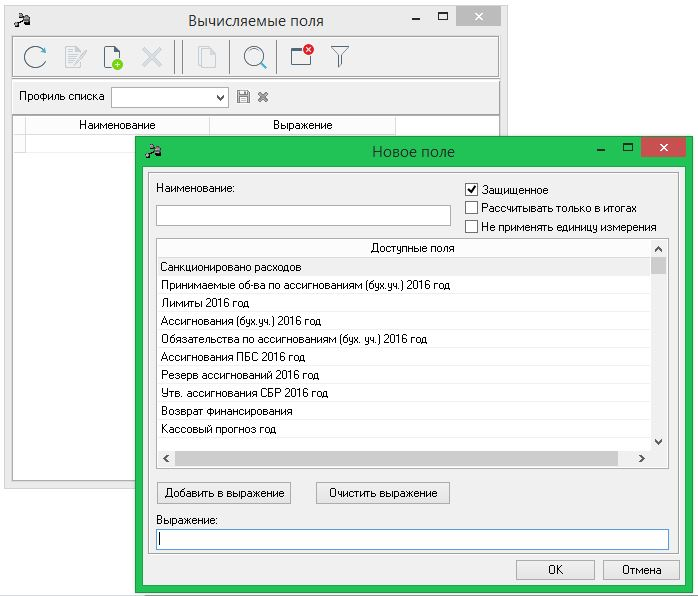 Вычисляемые поля
Профиль списка
Наименование Выражение
Новое поле
Наименование:
Защищенное
Рассчитывать только в итогах
Не применять единицу измерения
Доступные поля
Санкционировано расходов
Принимаемые об-ва по ассигнованиям (бух.уч.) 2016 год
Лимиты 2016 год
Ассигнования (бух.уч.) 2016 год
Обязательства по ассигнованиям (бух. уч.) 2016 год
Ассигнования ПБС 2016 год
Резерв ассигнований 2016 год
Утв. ассигнования СБР 2016 год
Возврат финансирования
Кассовый прогноз год
Добавить в выражение Очистить выражение
Выражение:
OK Отмена